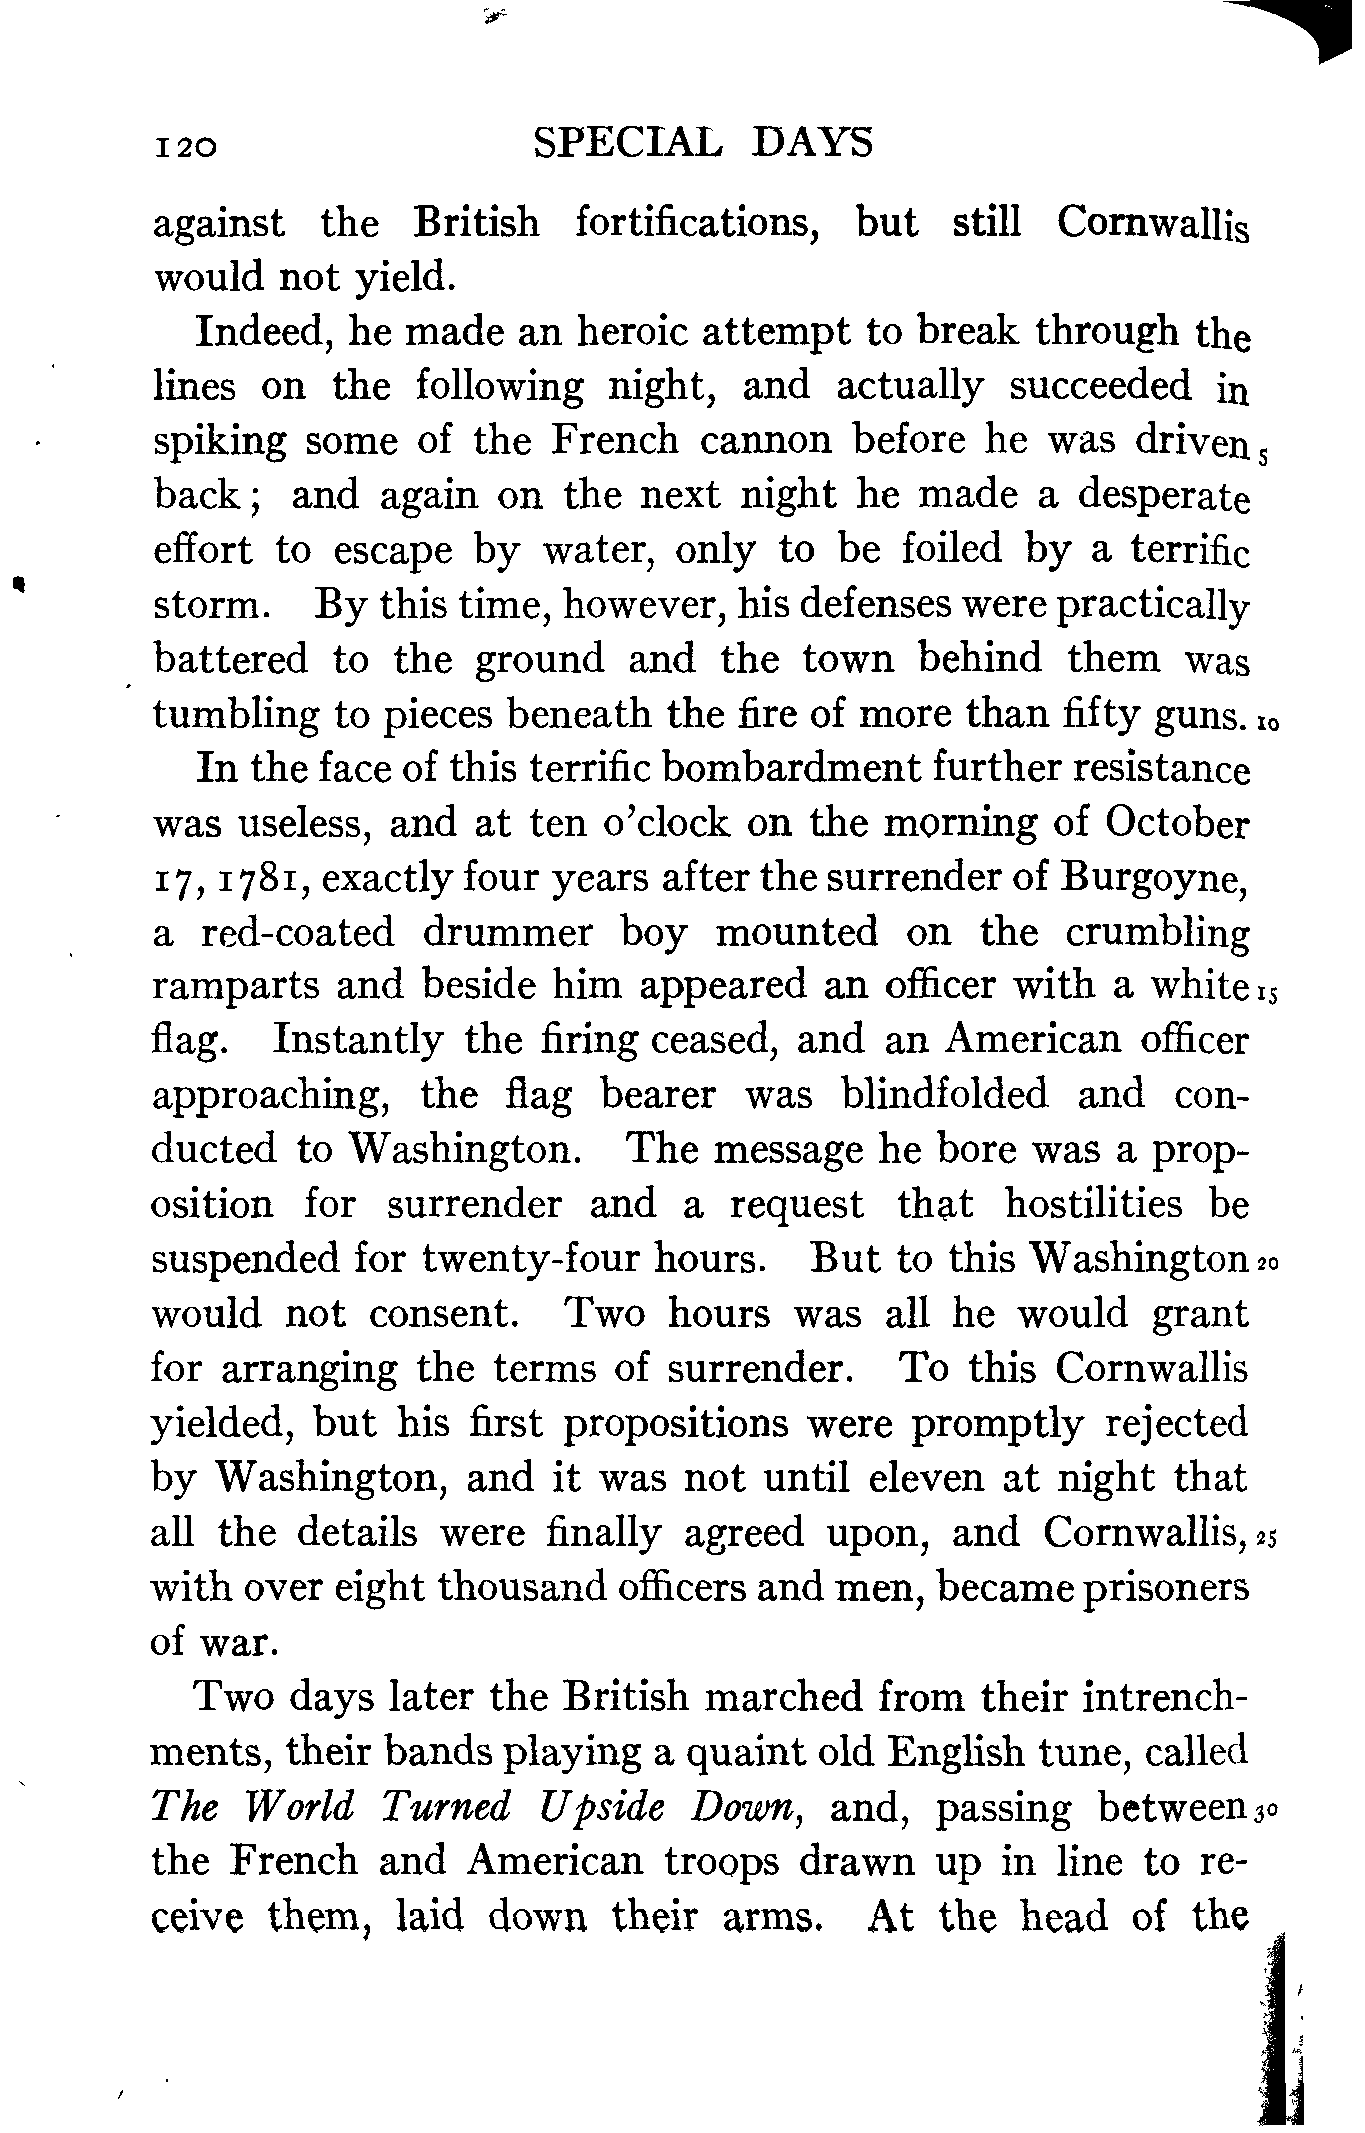 120 SPECIAL DAYS
against the British fortifications, but still Cornwallis
would not yield.
Indeed, he made an heroic attempt to break through the
lines on the following night, and actually succeeded in
spiking some of the French cannon before he was driven 5
back; and again on the next night he made a desperate
effort to escape by water, only to be foiled by a terrific
storm. By this time, however, his defenses were practically
battered to the ground and the town behind them was
tumbling to pieces beneath the fire of more than fifty guns. 10
In the face of this terrific bombardment further resistance
was useless, and at ten o'clock on the morning of October
17, 1781, exactly four years after the surrender of Burgoyne,
a red-coated drummer boy mounted on the crumbling
ramparts and beside him appeared an officer with a white 15
flag. Instantly the firing ceased, and an American officer
approaching, the flag bearer was blindfolded and con-
ducted to Washington. The message he bore was a prop-
osition for surrender and a request that hostilities be
suspended for twenty-four hours. But to this Washington 20
would not consent. Two hours was all he would grant
for arranging the terms of surrender. To this Cornwallis
yielded, but his first propositions were promptly rejected
by Washington, and it was not until eleven at night that
all the details were finally agreed upon, and Cornwallis, 25
with over eight thousand officers and men, became prisoners
of war.
Two days later the British marched from their intrench-
ments, their bands playing a quaint old English tune, called
The World Turned Upside Down, and, passing between 30
the French and American troops drawn up in line to re-
ceive them, laid down their arms. At the head of the